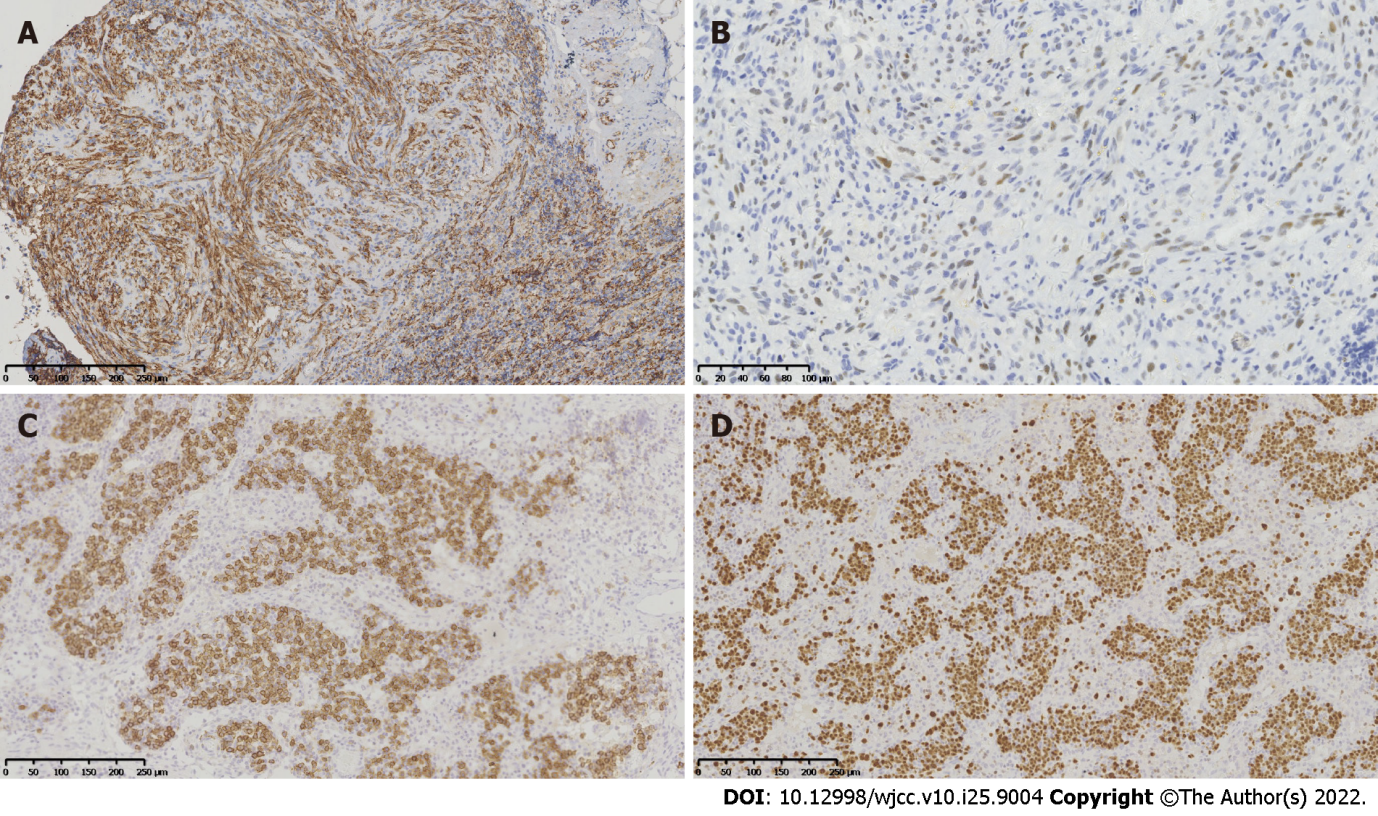 A
B
0 50 100 150 200 250 µm
0 20 40 60 80 100 µm
C
D
0 50 100 150 200 250 µm
0 50 100 150 200 250 µm
DOI: 10.12998/wjcc.v10.i25.9004 Copyright ©The Author(s) 2022.